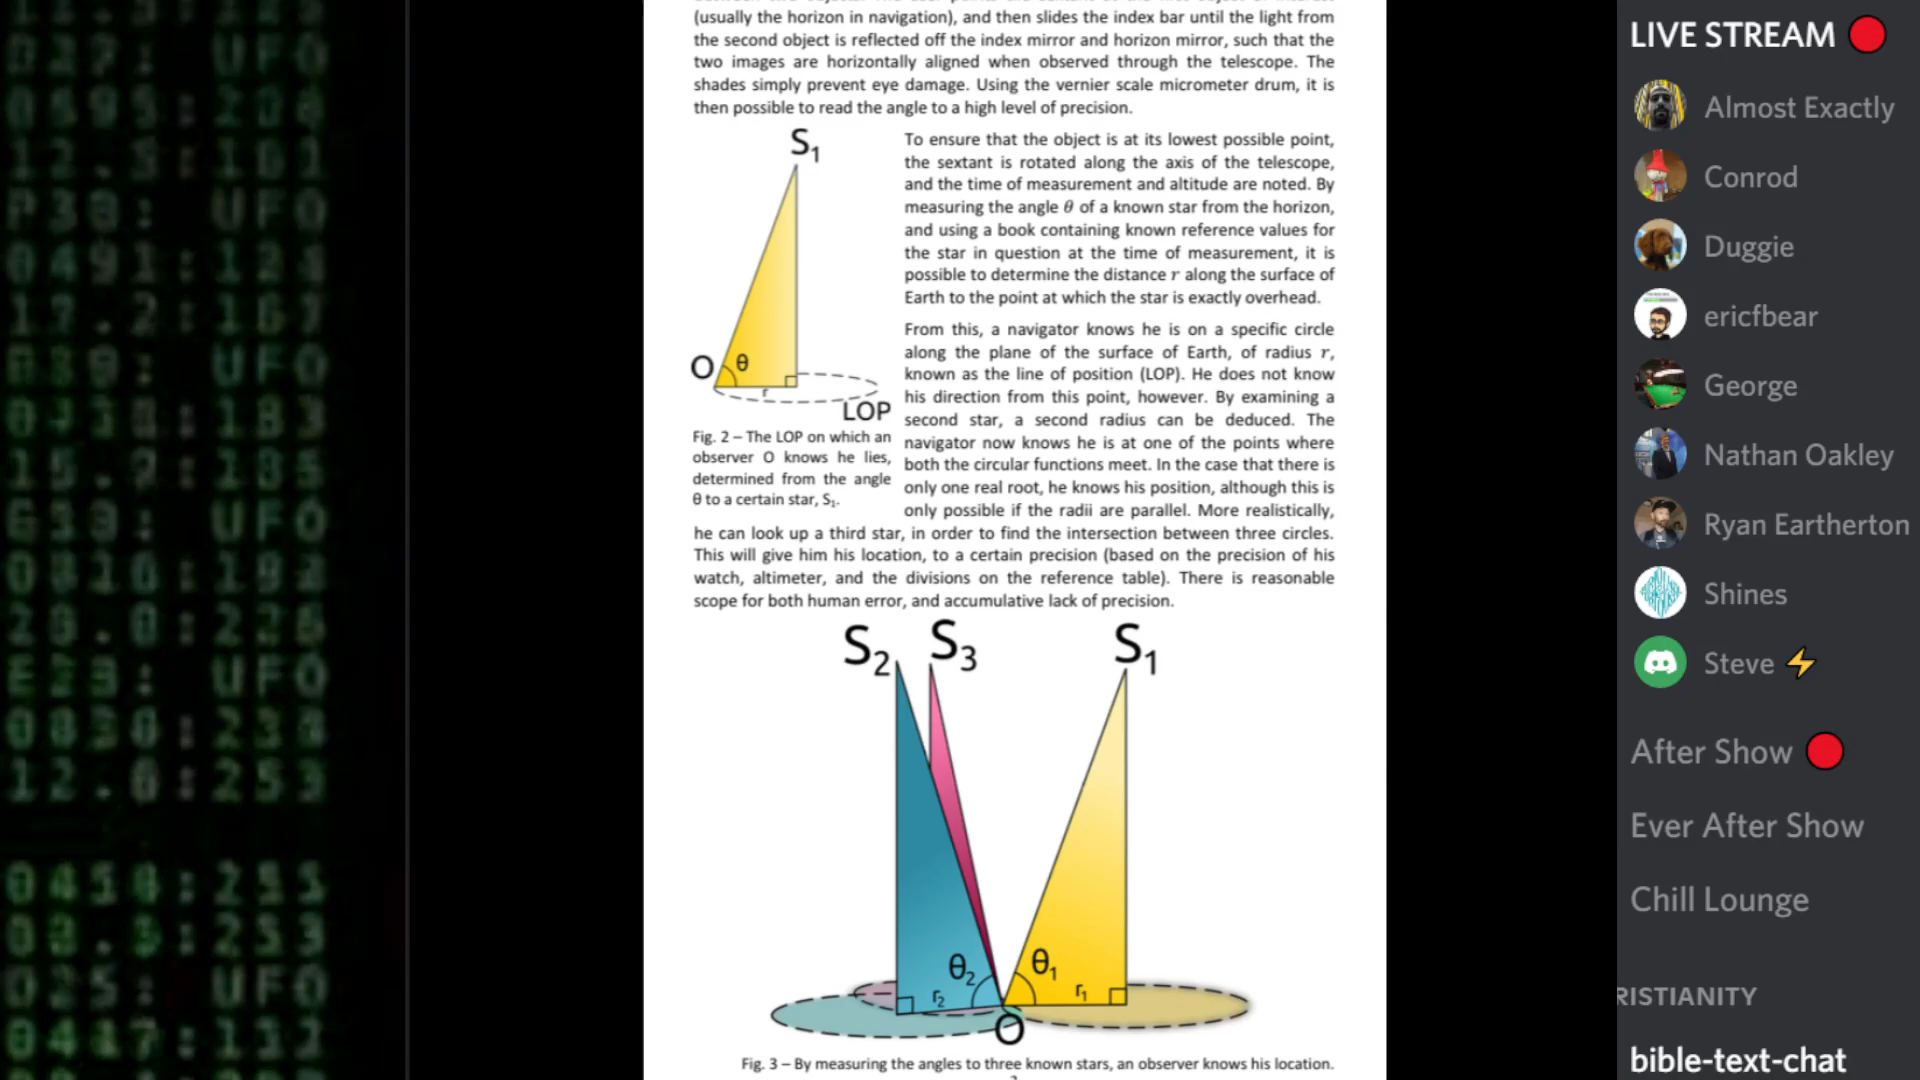 (usually the horizon in navigation), and then slides the index bar until the light from
the second object is reflected off the index mirror and horizon mirror, such that the
two images are horizontally aligned when observed through the telescope. The
shades simply prevent eye damage. Using the vernier scale micrometer drum, it is
then possible to read the angle to a high level of precision.
S1
O θ
r
LOP
Fig. 2 – The LOP on which an
observer O knows he lies,
determined from the angle
θ to a certain star, S1.
To ensure that the object is at its lowest possible point,
the sextant is rotated along the axis of the telescope,
and the time of measurement and altitude are noted. By
measuring the angle θ of a known star from the horizon,
and using a book containing known reference values for
the star in question at the time of measurement, it is
possible to determine the distance r along the surface of
Earth to the point at which the star is exactly overhead.
From this, a navigator knows he is on a specific circle
along the plane of the surface of Earth, of radius r,
known as the line of position (LOP). He does not know
his direction from this point, however. By examining a
second star, a second radius can be deduced. The
navigator now knows he is at one of the points where
both the circular functions meet. In the case that there is
only one real root, he knows his position, although this is
only possible if the radii are parallel. More realistically,
he can look up a third star, in order to find the intersection between three circles.
This will give him his location, to a certain precision (based on the precision of his
watch, altimeter, and the divisions on the reference table). There is reasonable
scope for both human error, and accumulative lack of precision.
S2 S3 S1
θ2 θ1
r2 r1
O
Fig. 3 – By measuring the angles to three known stars, an observer knows his location.
LIVE STREAM
Almost Exactly
Conrod
Duggie
ericfbear
George
Nathan Oakley
Ryan Eartherton
Shines
Steve
After Show
Ever After Show
Chill Lounge
RISTIANITY
bible-text-chat